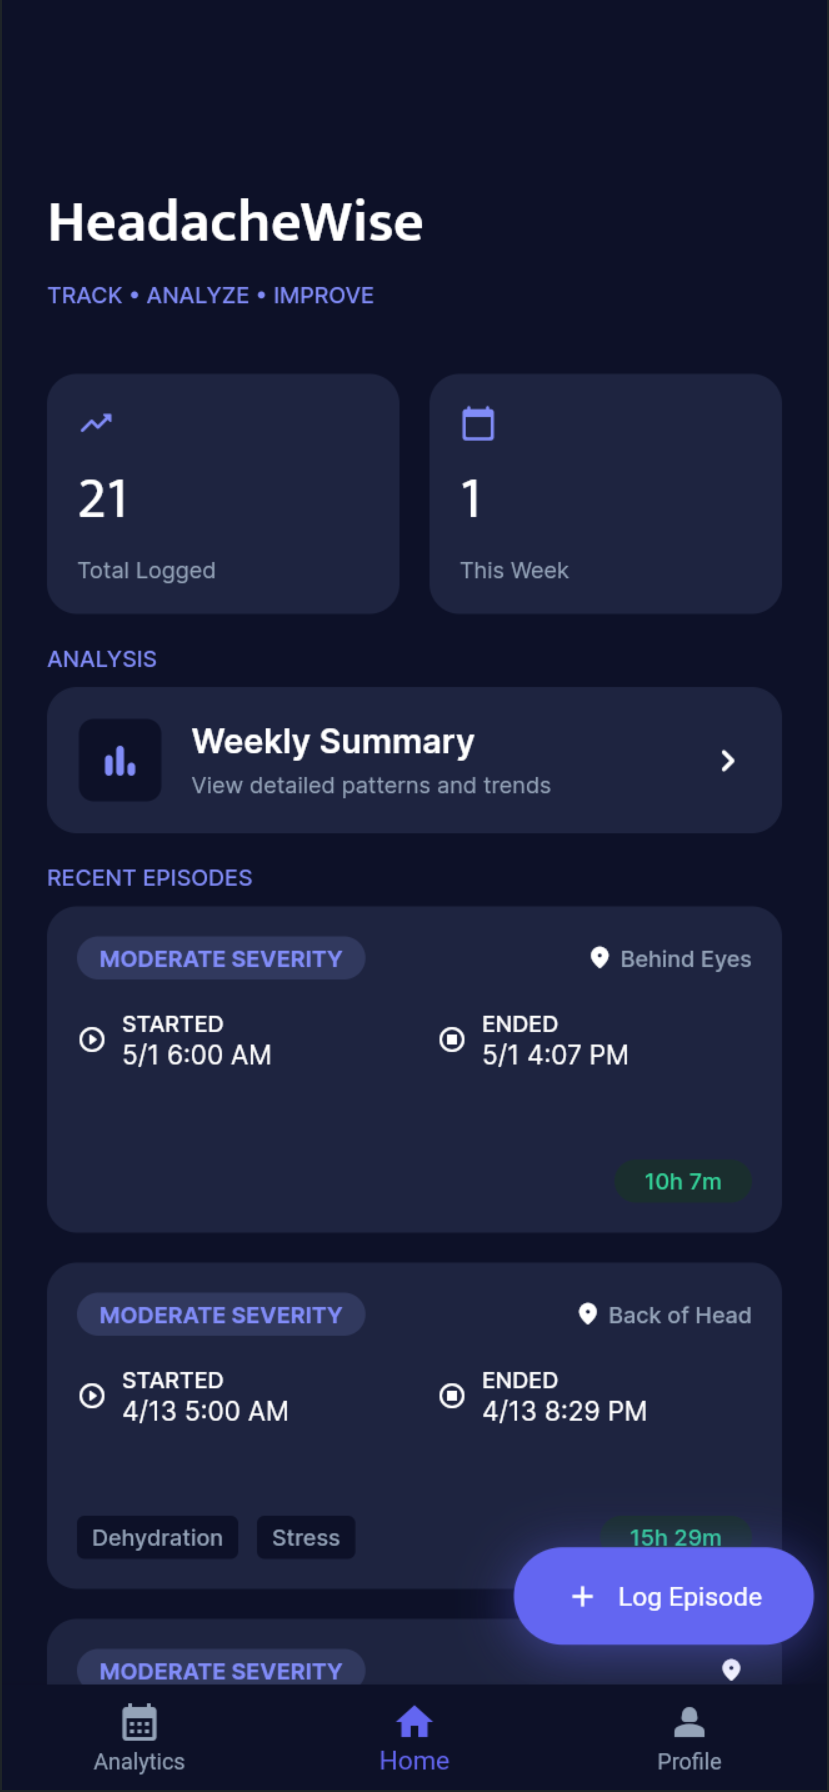 HeadacheWise
TRACK • ANALYZE • IMPROVE
21
Total Logged
1
This Week
ANALYSIS
Weekly Summary
View detailed patterns and trends
RECENT EPISODES
MODERATE SEVERITY
Behind Eyes
STARTED
5/1 6:00 AM
ENDED
5/1 4:07 PM
10h 7m
MODERATE SEVERITY
Back of Head
STARTED
4/13 5:00 AM
ENDED
4/13 8:29 PM
Dehydration
Stress
15h 29m
+ Log Episode
MODERATE SEVERITY
Analytics
Home
Profile